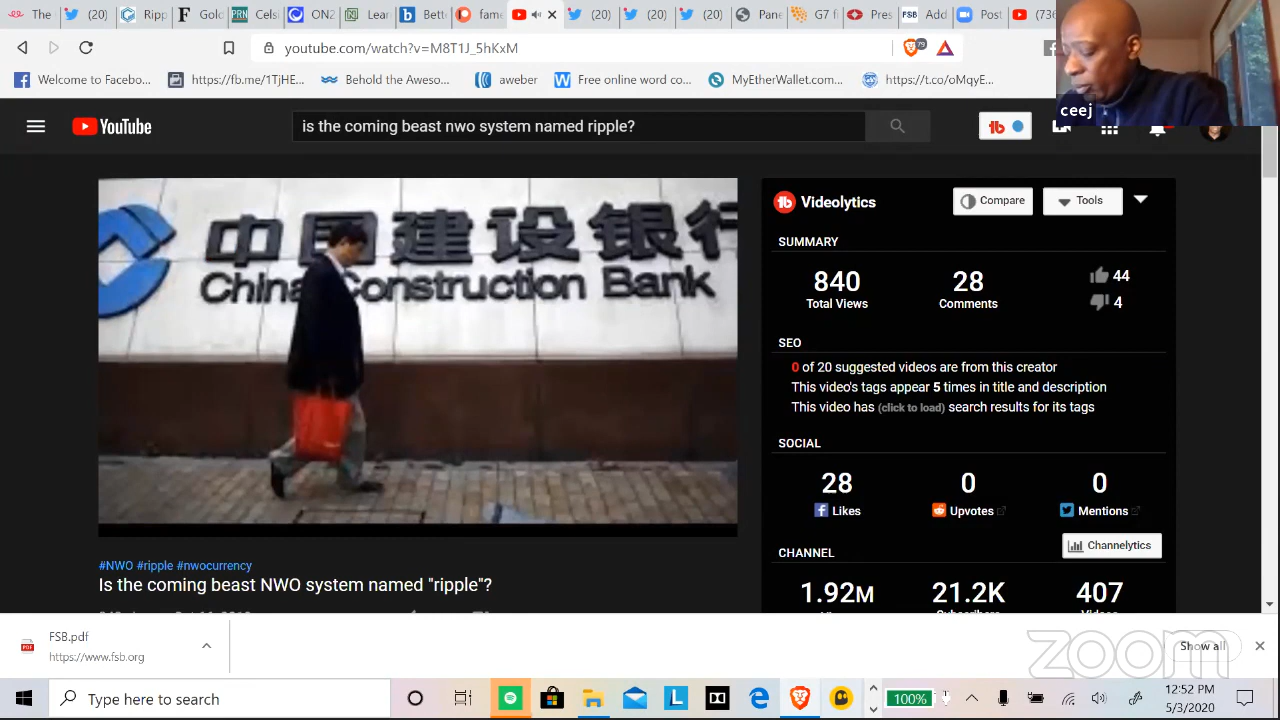 The
(20)
Ripp
Gold
Celsi
ON2
Lear
Bett
fame
(20)
(20)
(20)
Pane
G7 f
Pres
FSB
Add
Post
(736
youtube.com/watch?v=M8T1J_5hKxM
79
Welcome to Facebo...
https://fb.me/1TjHE...
Behold the Aweso...
aweber
Free online word co...
MyEtherWallet.com...
https://t.co/oMqyE...
ceej
YouTube
is the coming beast nwo system named ripple?
中国建设银行
China Construction Bank
Videolytics
Compare
Tools
SUMMARY
840
28
44
Total Views
Comments
4
SEO
0 of 20 suggested videos are from this creator
This video's tags appear 5 times in title and description
This video has (click to load) search results for its tags
SOCIAL
28
0
0
Likes
Upvotes
Mentions
Channelytics
CHANNEL
1.92M
21.2K
407
#NWO #ripple #nwocurrency
Is the coming beast NWO system named "ripple"?
FSB.pdf
https://www.fsb.org
Show all
zoom
Type here to search
100%
12:52 PM
5/3/2020